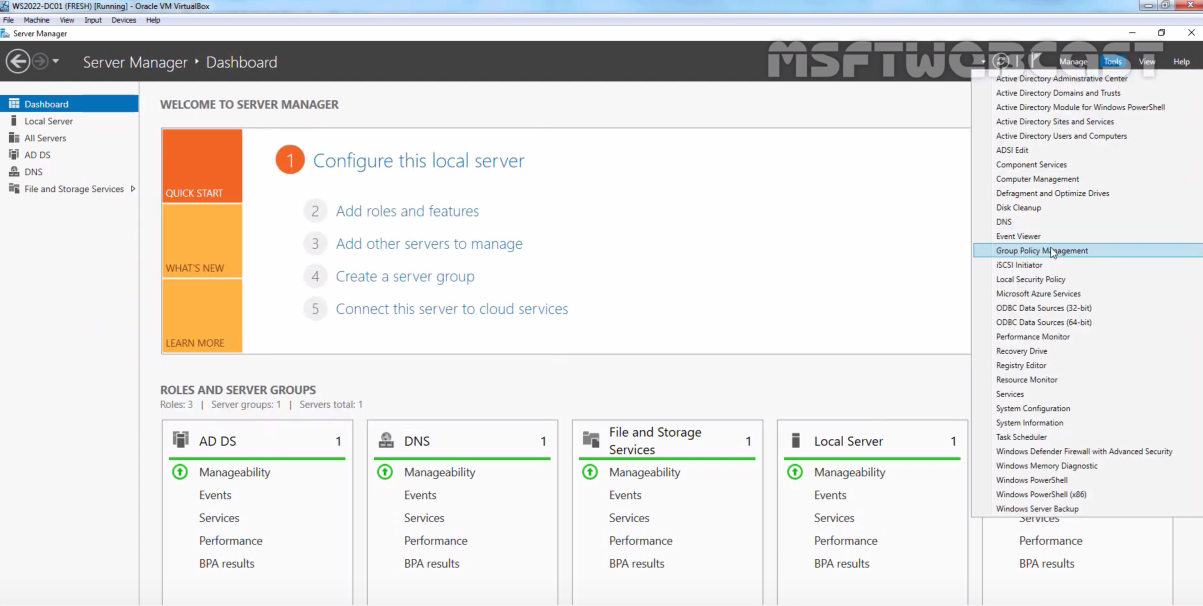 WS2022-DC01 (FRESH) [Running] - Oracle VM VirtualBox
File Machine View Input Devices Help
Server Manager
Server Manager • Dashboard
MSFTWEBCAST
Manage Tools View Help
Dashboard
Local Server
All Servers
AD DS
DNS
File and Storage Services
WELCOME TO SERVER MANAGER
QUICK START
WHAT'S NEW
LEARN MORE
1 Configure this local server
2 Add roles and features
3 Add other servers to manage
4 Create a server group
5 Connect this server to cloud services
Active Directory Administrative Center
Active Directory Domains and Trusts
Active Directory Module for Windows PowerShell
Active Directory Sites and Services
Active Directory Users and Computers
ADSI Edit
Component Services
Computer Management
Defragment and Optimize Drives
Disk Cleanup
DNS
Event Viewer
Group Policy Management
iSCSI Initiator
Local Security Policy
Microsoft Azure Services
ODBC Data Sources (32-bit)
ODBC Data Sources (64-bit)
Performance Monitor
Recovery Drive
Registry Editor
Resource Monitor
Services
System Configuration
System Information
Task Scheduler
Windows Defender Firewall with Advanced Security
Windows Memory Diagnostic
Windows PowerShell
Windows PowerShell (x86)
Windows Server Backup
ROLES AND SERVER GROUPS
Roles: 3 | Server groups: 1 | Servers total: 1
AD DS 1
Manageability
Events
Services
Performance
BPA results
DNS 1
Manageability
Events
Services
Performance
BPA results
File and Storage
Services 1
Manageability
Events
Services
Performance
BPA results
Local Server 1
Manageability
Events
Services
Performance
BPA results
Services
Performance
BPA results